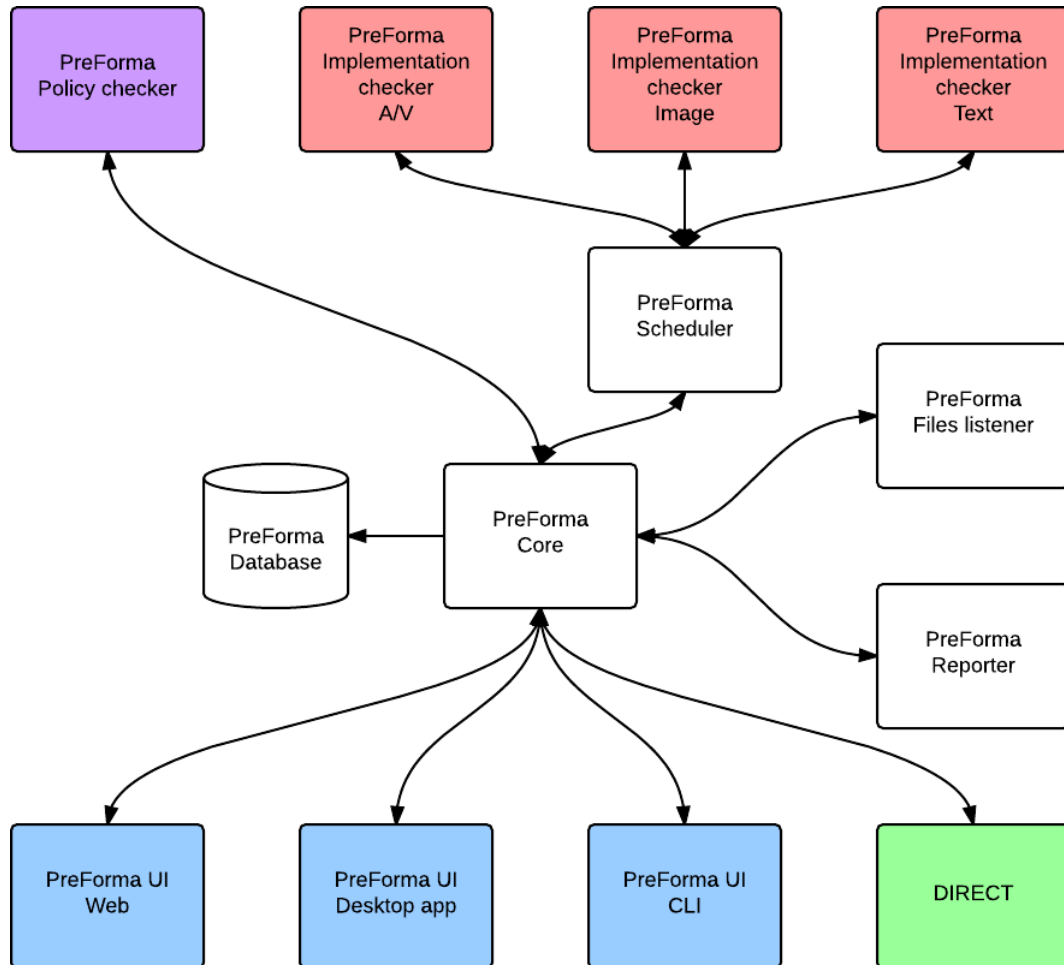 PreForma
Policy checker
PreForma
Implementation
checker
A/V
PreForma
Implementation
checker
Image
PreForma
Implementation
checker
Text
PreForma
Scheduler
PreForma
Files listener
PreForma
Database
PreForma
Core
PreForma
Reporter
PreForma UI
Web
PreForma UI
Desktop app
PreForma UI
CLI
DIRECT